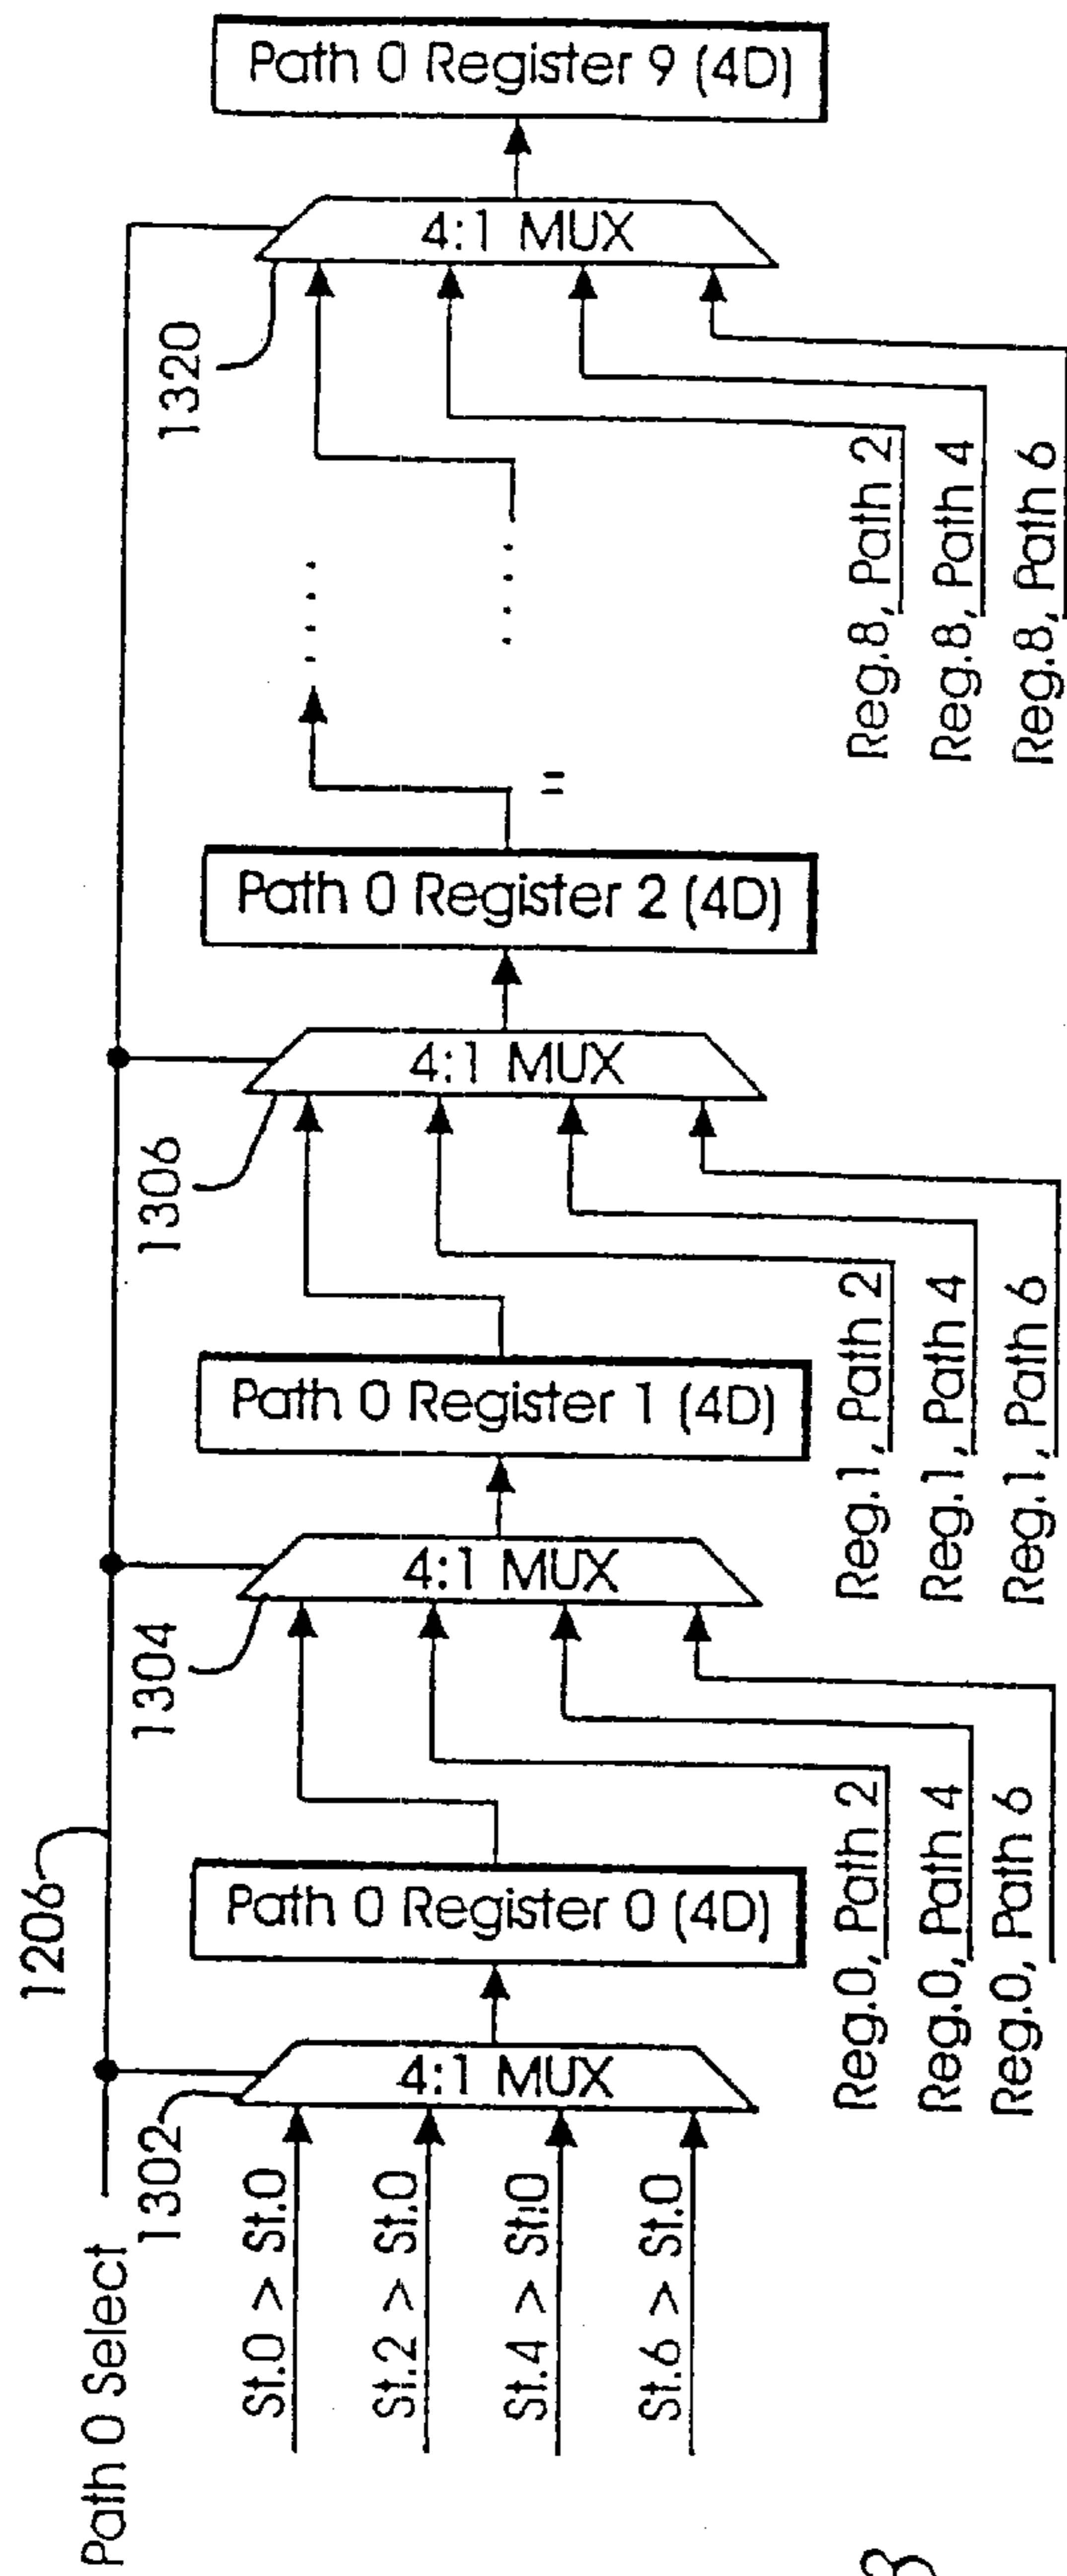 Path 0 Select
1206
1302
1304
1306
1320
St.0 > St.0
St.2 > St.0
St.4 > St.0
St.6 > St.0
4:1 MUX
Path 0 Register 0 (4D)
4:1 MUX
Path 0 Register 1 (4D)
4:1 MUX
Path 0 Register 2 (4D)
=
. . . .
. . . .
4:1 MUX
Path 0 Register 9 (4D)
Reg.0, Path 2
Reg.0, Path 4
Reg.0, Path 6
Reg.1, Path 2
Reg.1, Path 4
Reg.1, Path 6
Reg.8, Path 2
Reg.8, Path 4
Reg.8, Path 6